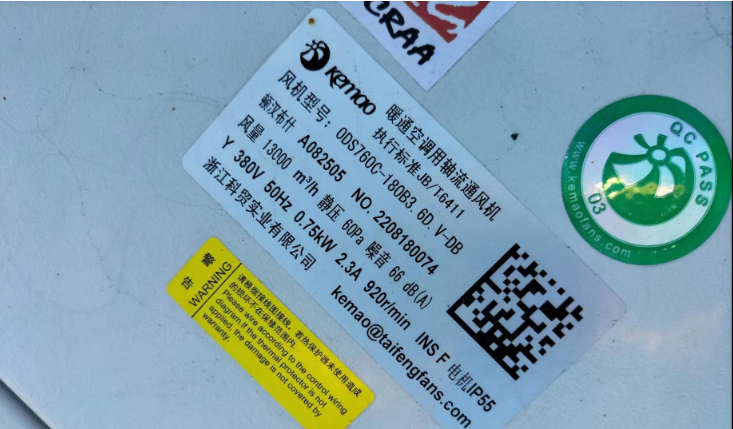 CRAA
kemao
暖通空调用轴流通风机
执行标准JB/T6411
风机型号: ODS760C-180B3 6D.V-DB
A082505 NO. 2208180074
风量 13000 m³/h 静压 60Pa 噪音 66 dB(A)
Y 380V 50Hz 0.75kW 2.3A 920r/min INS F 电机IP55
浙江科贸实业有限公司 kemao@taifengfans.com
QC PASS
03
www.kemaofans.com
警告
WARNING
请根据接线图接线。若热保护器未使用造成
的损坏不在保修范围内。
Please wire according to the control wiring
diagram.If the thermal protector is not
applied, the damage is not covered by
warranty.